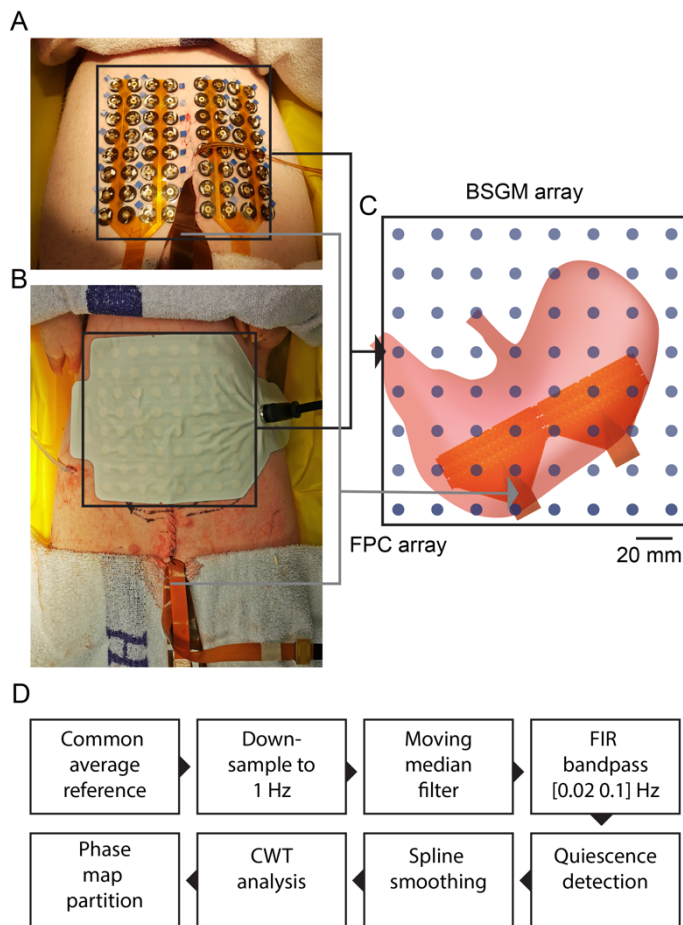 A
B
C
BSGM array
FPC array
20 mm
D
Common
average
reference
Down-
sample to
1 Hz
Moving
median
filter
FIR
bandpass
[0.02 0.1] Hz
Phase
map
partition
CWT
analysis
Spline
smoothing
Quiescence
detection